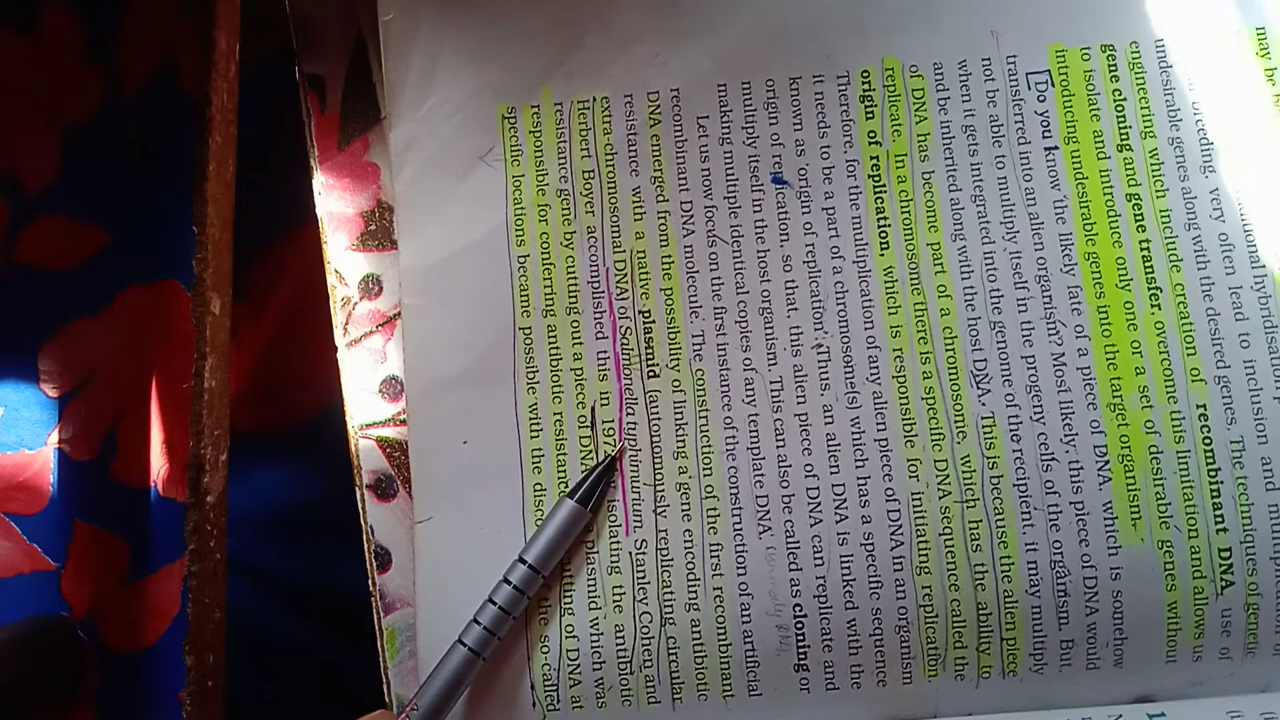 may be
hybridisat
breeding, very often lead to inclusion and
undesirable genes along with the desired genes. The techniques of genetic
engineering which include creation of recombinant DNA, use of
gene cloning and gene transfer, overcome this limitation and allows us
to isolate and introduce only one or a set of desirable genes without
introducing undesirable genes into the target organism.
Do you know the likely fate of a piece of DNA, which is somehow
transferred into an alien organism? Most likely, this piece of DNA would
not be able to multiply itself in the progeny cells of the organism. But,
when it gets integrated into the genome of the recipient, it may multiply
and be inherited along with the host DNA. This is because the alien piece
of DNA has become part of a chromosome, which has the ability to
replicate. In a chromosome there is a specific DNA sequence called the
origin of replication, which is responsible for initiating replication.
Therefore, for the multiplication of any alien piece of DNA in an organism
it needs to be a part of a chromosome(s) which has a specific sequence
known as 'origin of replication'. Thus, an alien DNA is linked with the
origin of replication, so that, this alien piece of DNA can replicate and
multiply itself in the host organism. This can also be called as cloning or
making multiple identical copies of any template DNA.
Let us now focus on the first instance of the construction of an artificial
recombinant DNA molecule. The construction of the first recombinant
DNA emerged from the possibility of linking a gene encoding antibiotic
resistance with a native plasmid (autonomously replicating circular
extra-chromosomal DNA) of Salmonella typhimurium. Stanley Cohen and
Herbert Boyer accomplished this in 197 isolating the antibiotic
resistance gene by cutting out a piece of DNA plasmid which was
responsible for conferring antibiotic resistance cutting of DNA at
specific locations became possible with the disco the so-called